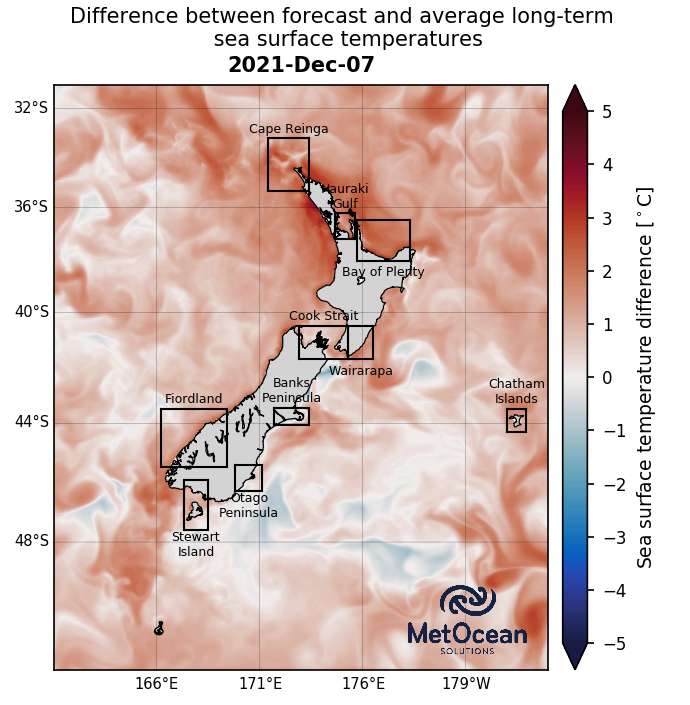 Difference between forecast and average long-term
sea surface temperatures
2021-Dec-07
32°S
36°S
40°S
44°S
48°S
166°E
171°E
176°E
179°W
Cape Reinga
Hauraki
Gulf
Bay of Plenty
Cook Strait
Wairarapa
Banks
Peninsula
Fiordland
Chatham
Islands
Otago
Peninsula
Stewart
Island
MetOcean
SOLUTIONS
5
4
3
2
1
0
−1
−2
−3
−4
−5
Sea surface temperature difference [°C]